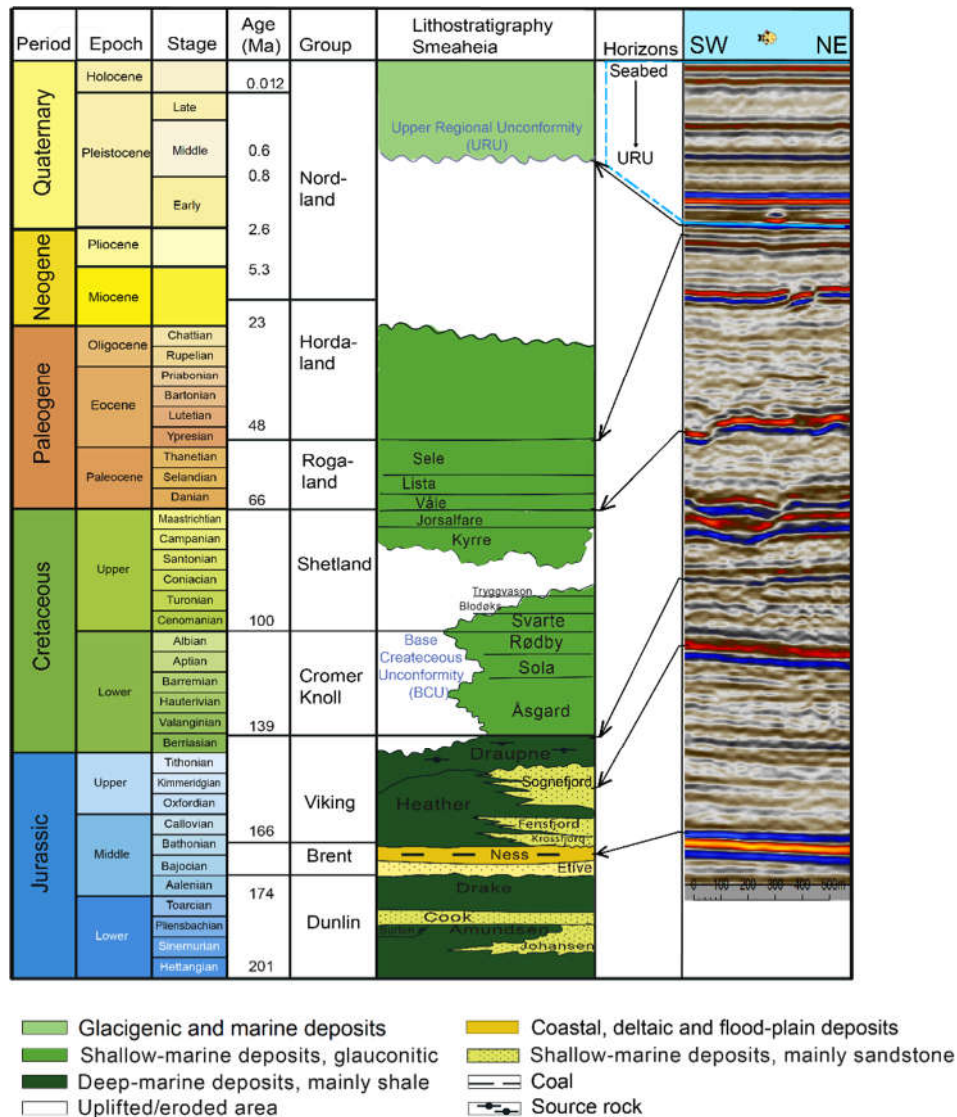 Period
Epoch
Stage
Age
(Ma)
Group
Lithostratigraphy
Smeaheia
Horizons
SW
NE
Quaternary
Neogene
Paleogene
Cretaceous
Jurassic
Holocene
Pleistocene
Pliocene
Miocene
Oligocene
Eocene
Paleocene
Upper
Lower
Upper
Middle
Lower
Late
Middle
Early
Chattian
Rupelian
Priabonian
Bartonian
Lutetian
Ypresian
Thanetian
Selandian
Danian
Maastrichtian
Campanian
Santonian
Coniacian
Turonian
Cenomanian
Albian
Aptian
Barremian
Hauterivian
Valanginian
Berriasian
Tithonian
Kimmeridgian
Oxfordian
Callovian
Bathonian
Bajocian
Aalenian
Toarcian
Pliensbachian
Sinemurian
Hettangian
0.012
0.6
0.8
2.6
5.3
23
48
66
100
139
166
174
201
Nord-
land
Horda-
land
Roga-
land
Shetland
Cromer
Knoll
Viking
Brent
Dunlin
Upper Regional Unconformity
(URU)
Sele
Lista
Våle
Jorsalfare
Kyrre
Tryggvason
Blodøks
Svarte
Rødby
Sola
Åsgard
Base
Createceous
Unconformity
(BCU)
Draupne
Sognefjord
Heather
Fensfjord
Krossfjord
Ness
Etive
Drake
Cook
Amundsen
Johansen
Seabed
URU
0 100 200 300 400 500m
Glacigenic and marine deposits
Shallow-marine deposits, glauconitic
Deep-marine deposits, mainly shale
Uplifted/eroded area
Coastal, deltaic and flood-plain deposits
Shallow-marine deposits, mainly sandstone
Coal
Source rock